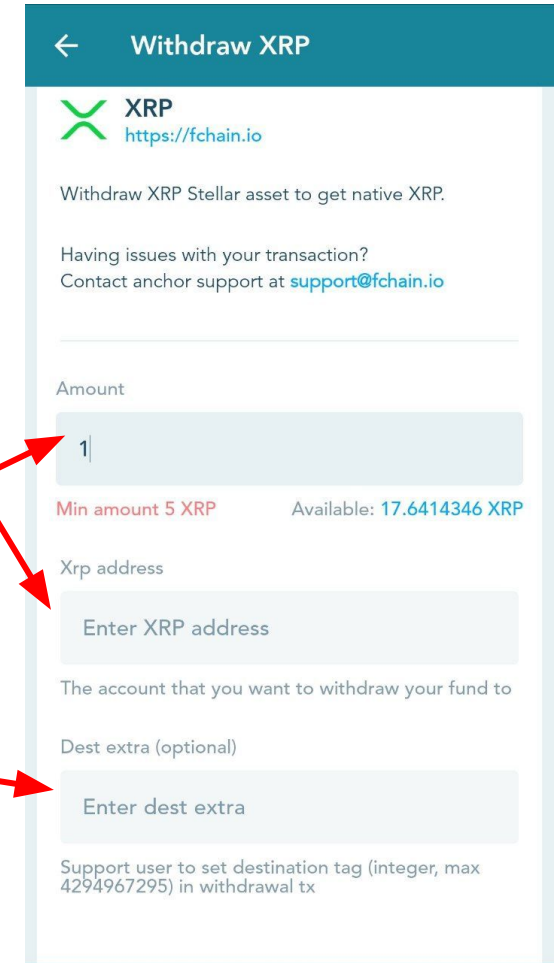 Withdraw XRP
XRP
https://fchain.io
Withdraw XRP Stellar asset to get native XRP.
Having issues with your transaction?
Contact anchor support at support@fchain.io
Amount
1
Min amount 5 XRP Available: 17.6414346 XRP
Xrp address
Enter XRP address
The account that you want to withdraw your fund to
Dest extra (optional)
Enter dest extra
Support user to set destination tag (integer, max
4294967295) in withdrawal tx